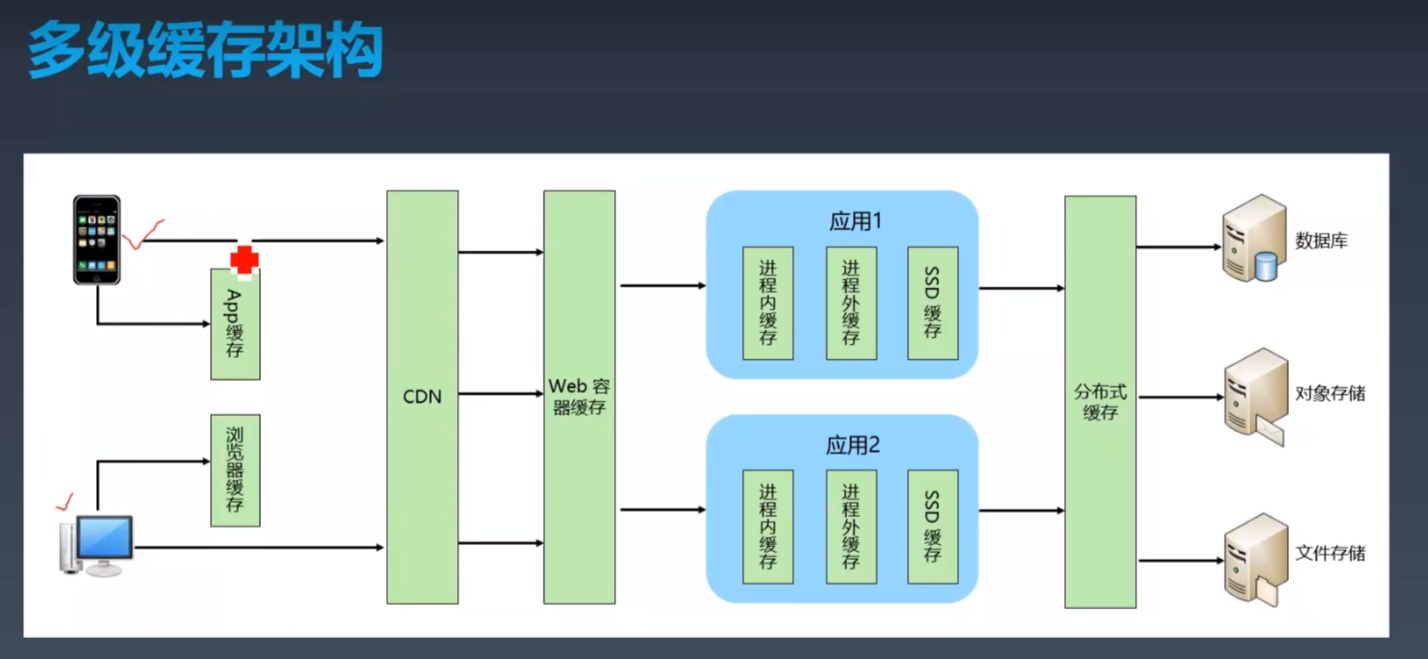 多级缓存架构
App缓存
浏览器缓存
CDN
Web 容
器缓存
应用1
进程内缓存
进程外缓存
SSD 缓存
应用2
进程内缓存
进程外缓存
SSD 缓存
分布式
缓存
数据库
对象存储
文件存储